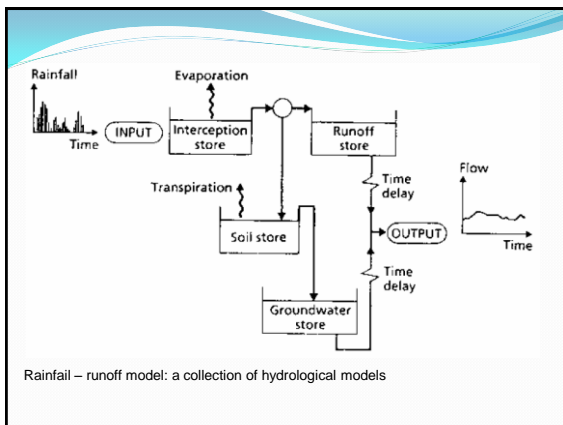 Rainfall
Time
INPUT
Evaporation
Interception
store
Runoff
store
Time
delay
Transpiration
Soil store
Flow
Time
OUTPUT
Time
delay
Groundwater
store
Rainfail – runoff model: a collection of hydrological models